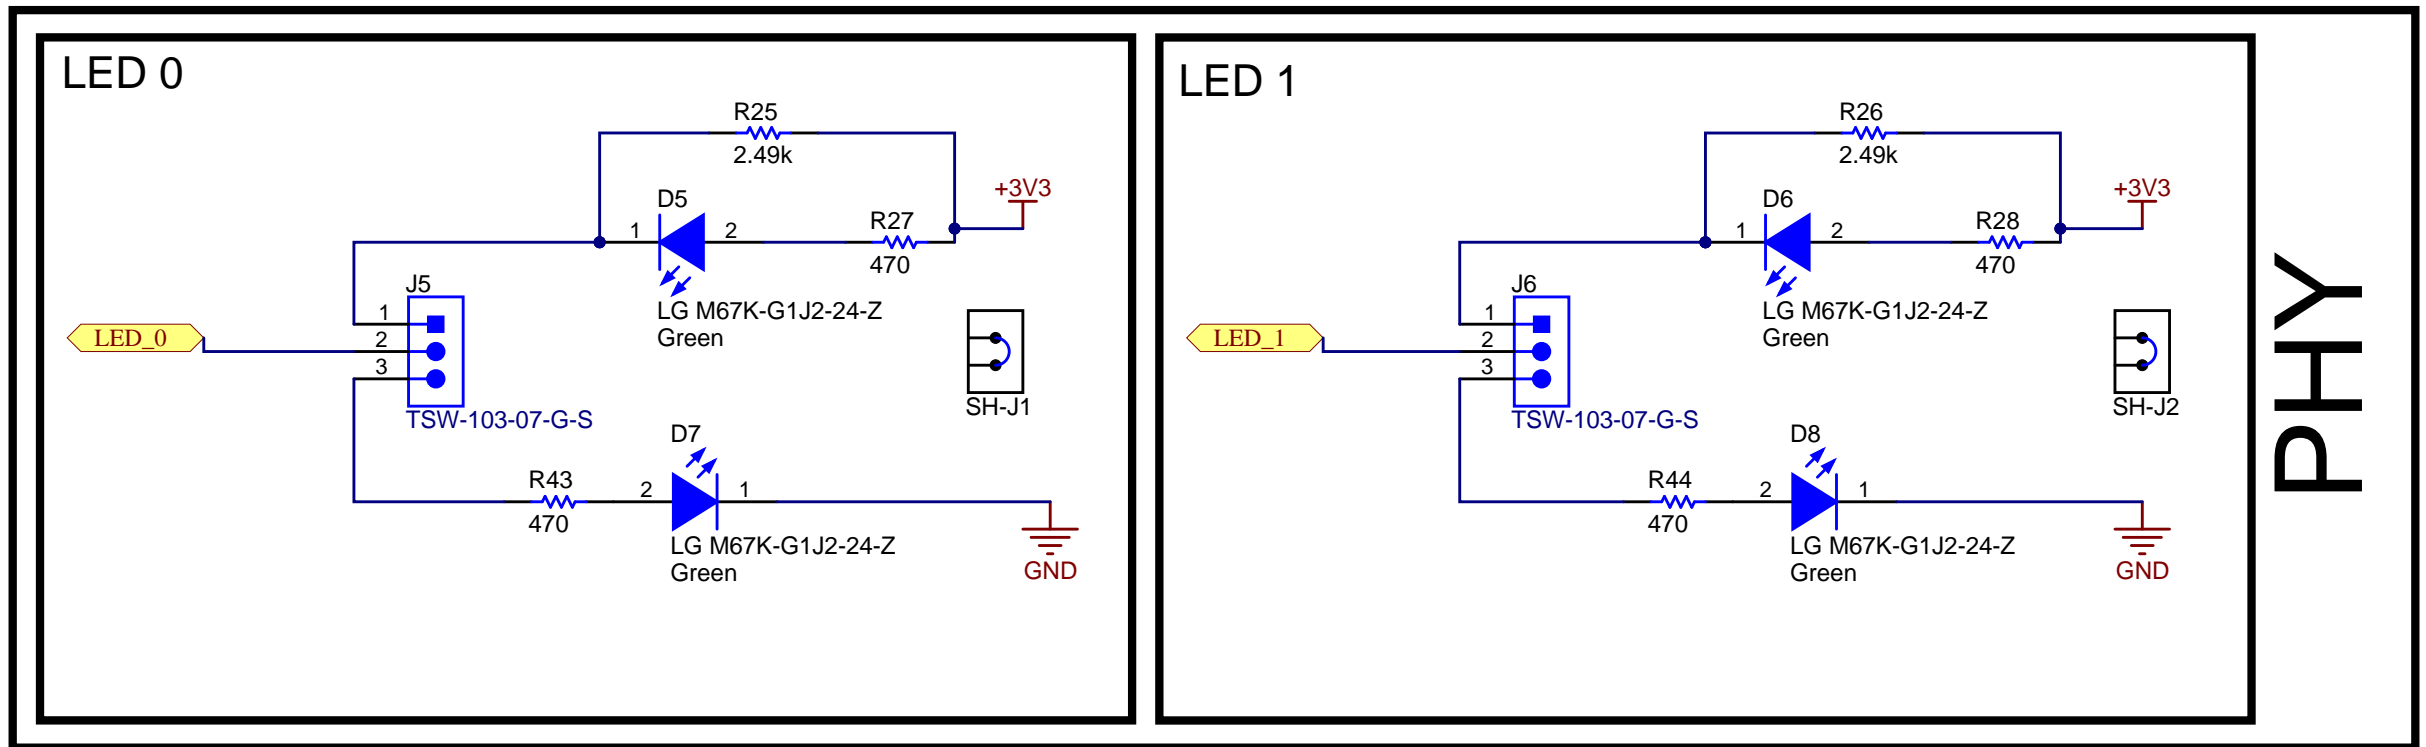 LED 0
R25
2.49k
+3V3
D5
R27
1
2
470
J5
LG M67K-G1J2-24-Z
Green
1
LED_0
2
3
SH-J1
TSW-103-07-G-S
D7
R43
2
1
470
LG M67K-G1J2-24-Z
Green
GND
LED 1
R26
2.49k
+3V3
D6
R28
1
2
470
J6
LG M67K-G1J2-24-Z
Green
1
LED_1
2
3
SH-J2
TSW-103-07-G-S
D8
R44
2
1
470
LG M67K-G1J2-24-Z
Green
GND
PHY